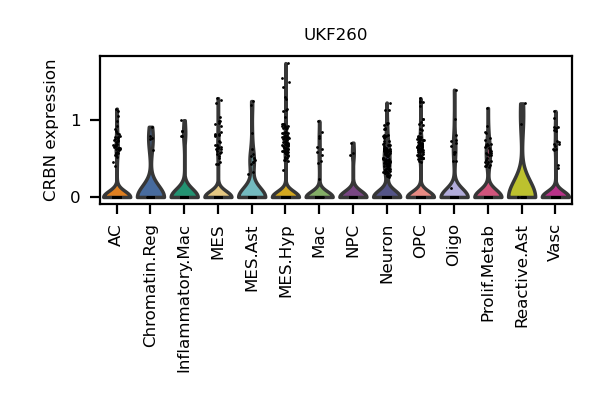 UKF260
CRBN expression
1
0
AC
Chromatin.Reg
Inflammatory.Mac
MES
MES.Ast
MES.Hyp
Mac
NPC
Neuron
OPC
Oligo
Prolif.Metab
Reactive.Ast
Vasc